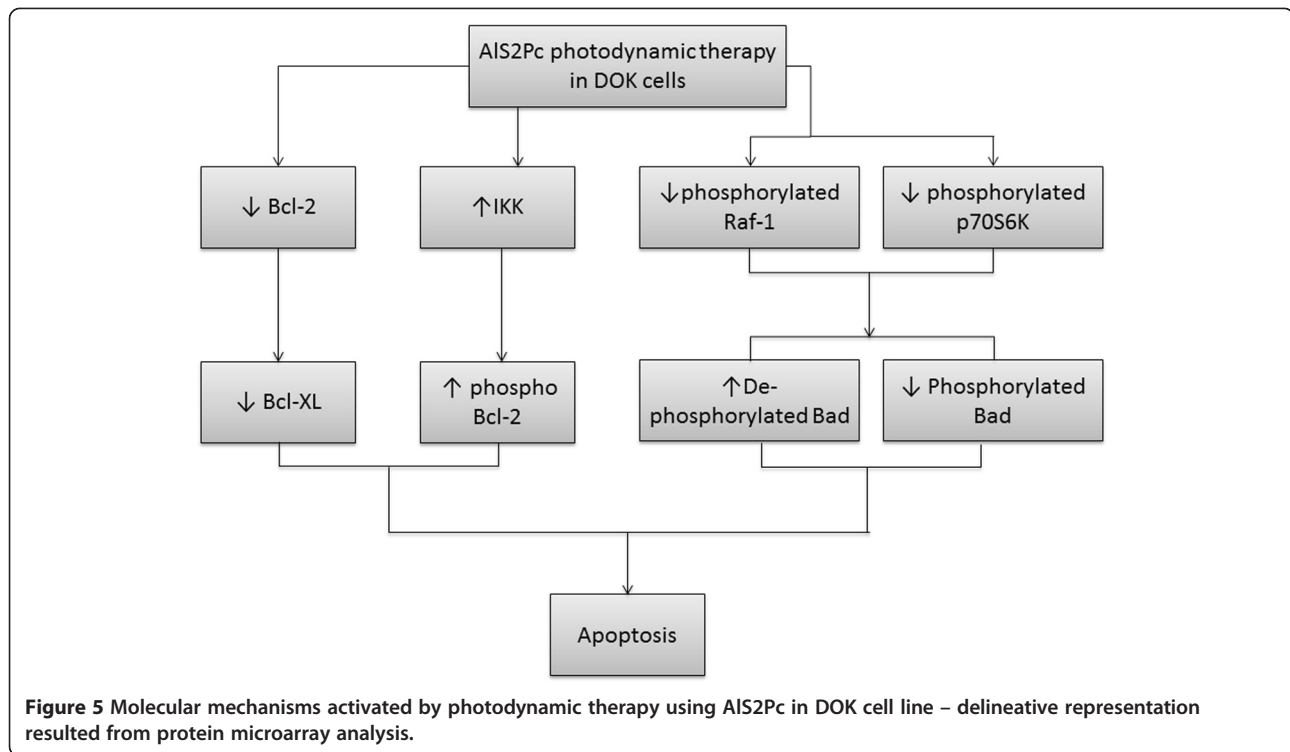 AlS2Pc photodynamic therapy
in DOK cells
↓ Bcl-2
↑IKK
↓phosphorylated
Raf-1
↓ phosphorylated
p70S6K
↓ Bcl-XL
↑ phospho
Bcl-2
↑De-
phosphorylated Bad
↓ Phosphorylated
Bad
Apoptosis
Figure 5 Molecular mechanisms activated by photodynamic therapy using AlS2Pc in DOK cell line – delineative representation
resulted from protein microarray analysis.